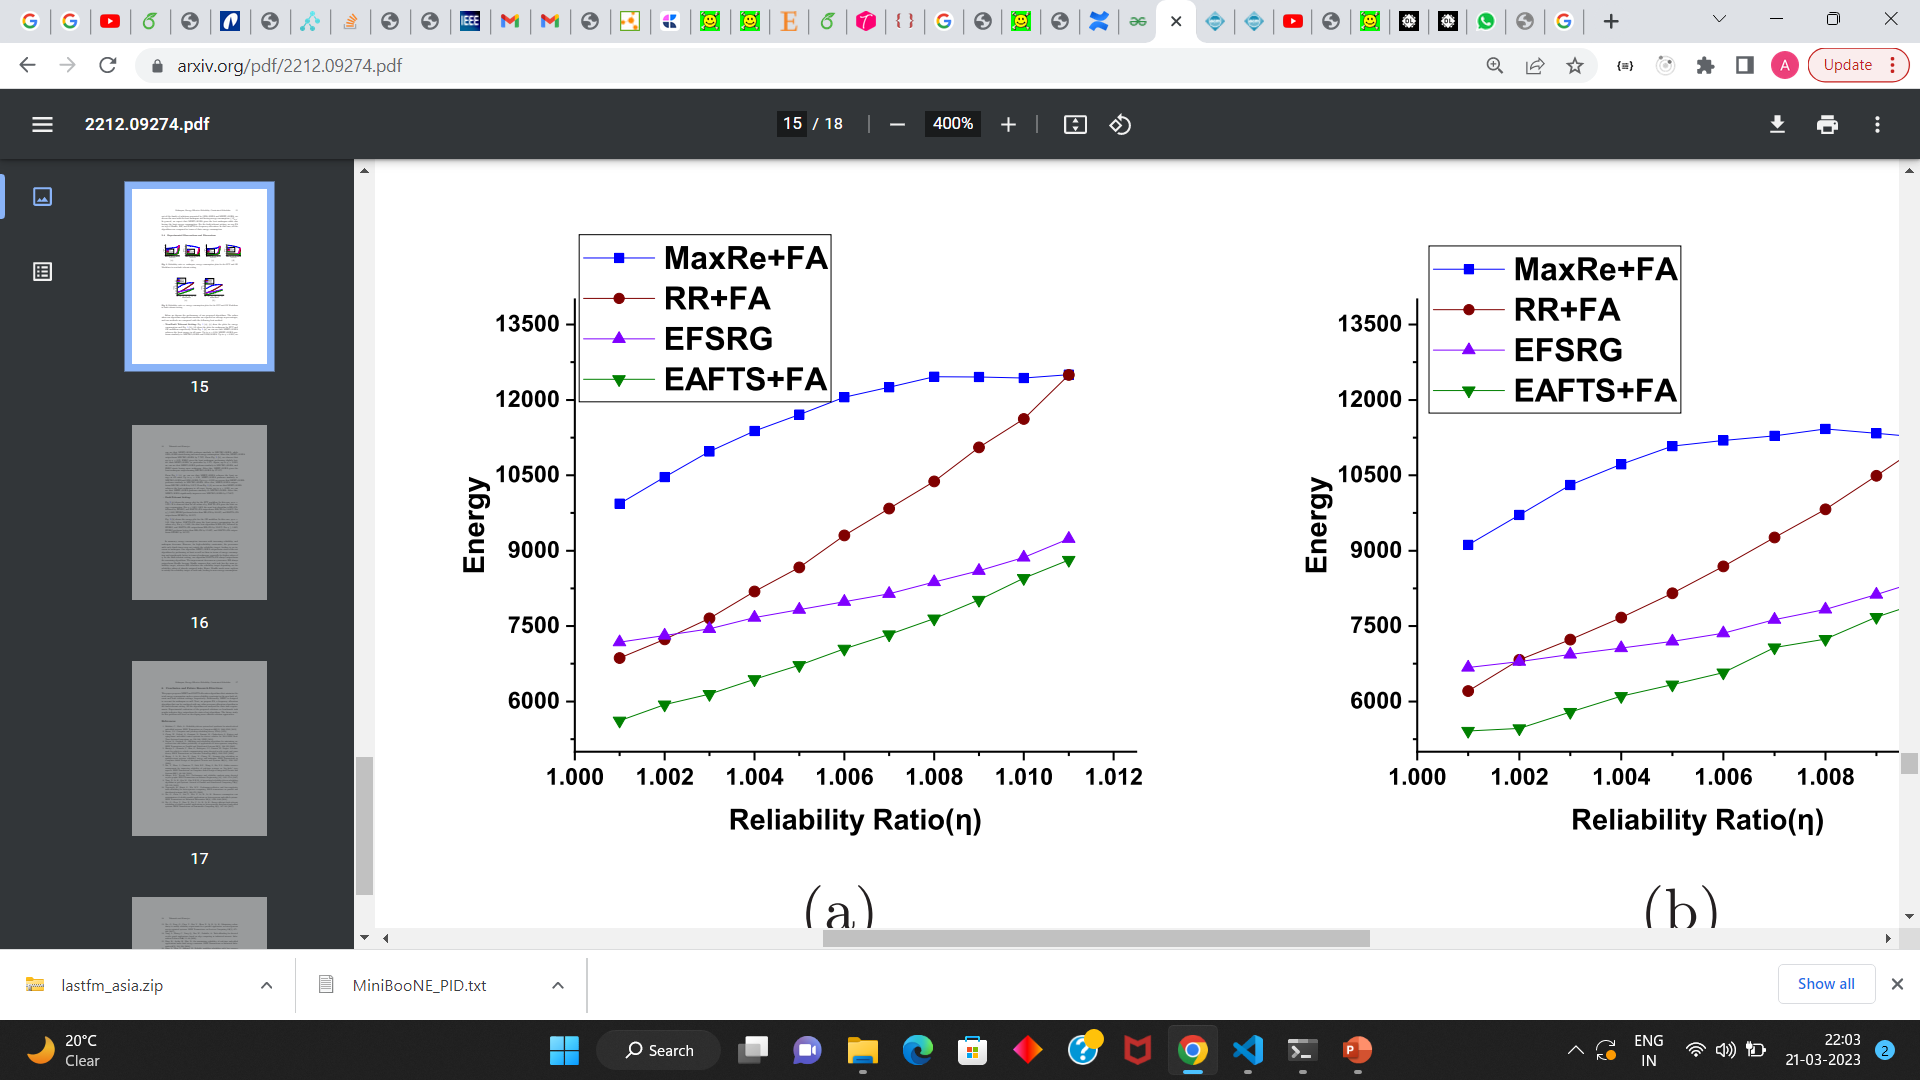 IEEE
arxiv.org/pdf/2212.09274.pdf
A
Update
2212.09274.pdf
15 / 18
400%
15
16
17
MaxRe+FA
RR+FA
EFSRG
EAFTS+FA
13500
12000
10500
9000
7500
6000
Energy
1.000 1.002 1.004 1.006 1.008 1.010 1.012
Reliability Ratio(η)
(a)
MaxRe+FA
RR+FA
EFSRG
EAFTS+FA
13500
12000
10500
9000
7500
6000
Energy
1.000 1.002 1.004 1.006 1.008
Reliability Ratio(η)
(b)
lastfm_asia.zip
MiniBooNE_PID.txt
Show all
20°C
Clear
Search
ENG
IN
22:03
21-03-2023
2